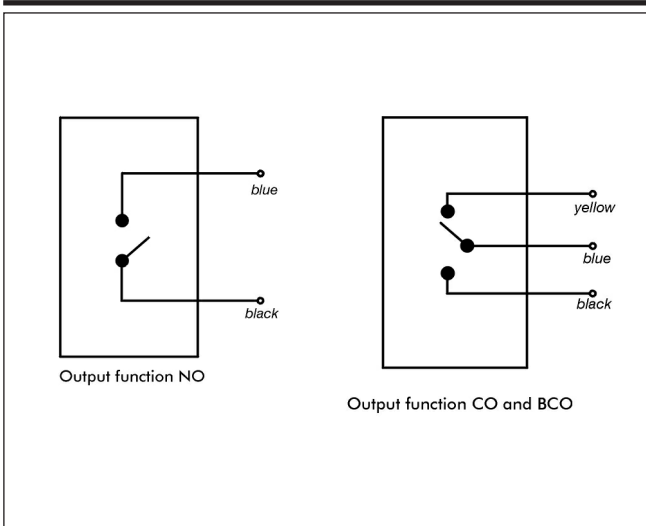 blue
black
Output function NO
yellow
blue
black
Output function CO and BCO